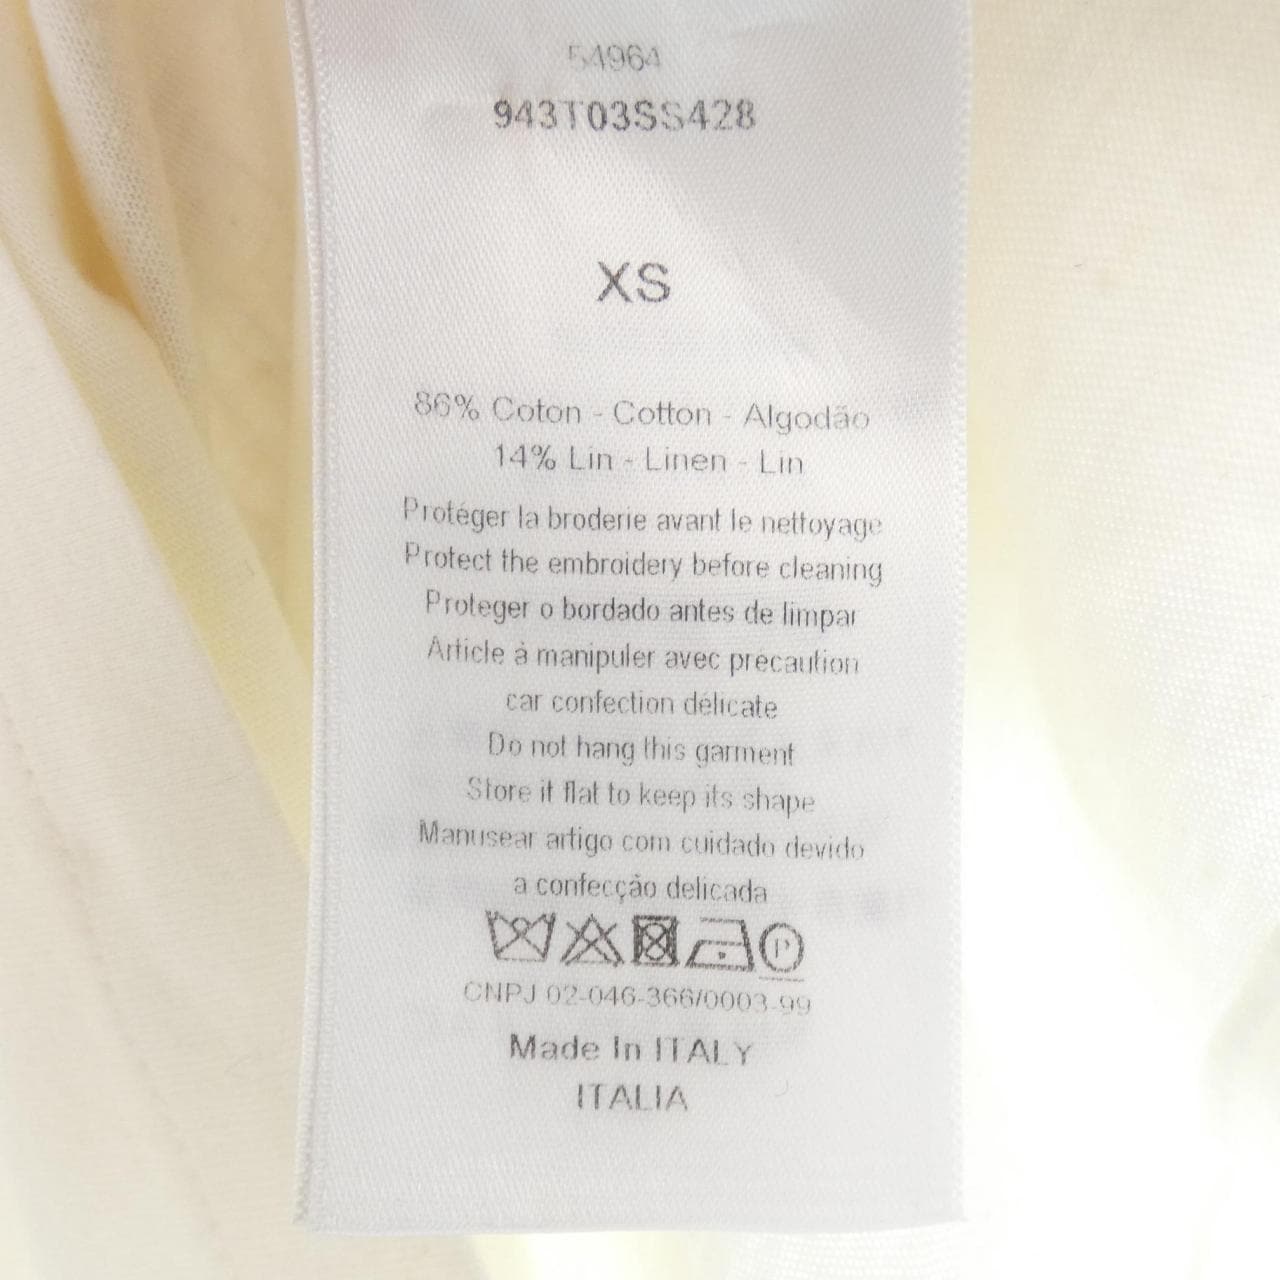 54964
943T03SS428
XS
86% Coton - Cotton - Algodão
14% Lin - Linen - Lin
Protéger la broderie avant le nettoyage
Protect the embroidery before cleaning
Proteger o bordado antes de limpar
Article à manipuler avec précaution
car confection délicate
Do not hang this garment
Store it flat to keep its shape
Manusear artigo com cuidado devido
a confecção delicada
P
CNPJ 02-046-366/0003-99
Made In ITALY
ITALIA